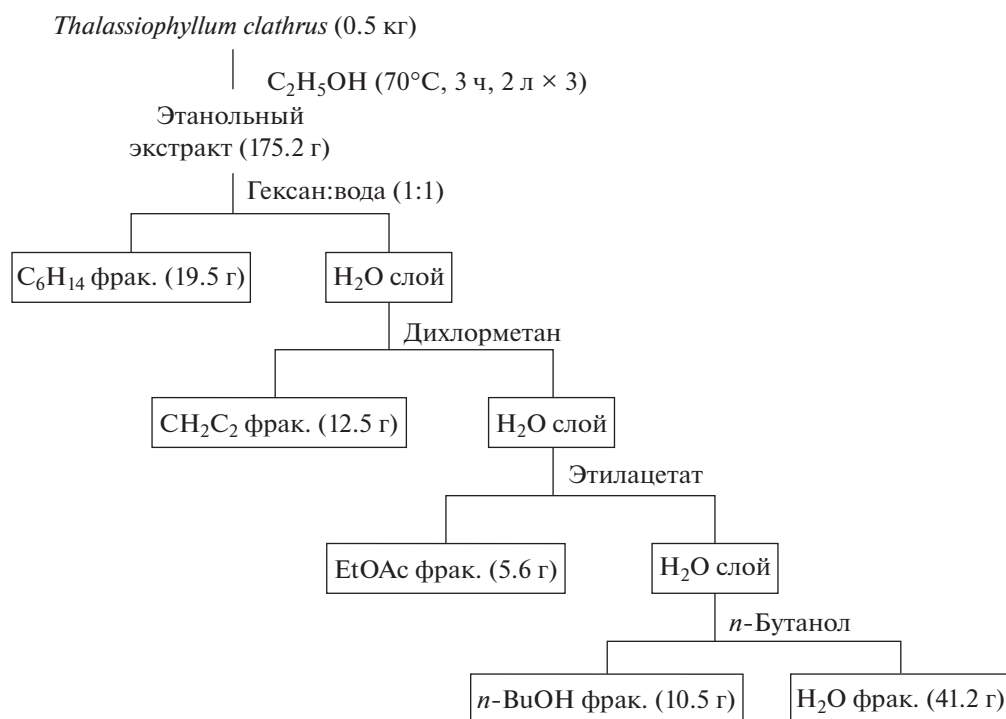 Thalassiophyllum clathrus (0.5 кг)
C₂H₅OH (70°C, 3 ч, 2 л × 3)
Этанольный
экстракт (175.2 г)
Гексан:вода (1:1)
C₆H₁₄ фрак. (19.5 г)
H₂O слой
Дихлорметан
CH₂C₂ фрак. (12.5 г)
H₂O слой
Этилацетат
EtOAc фрак. (5.6 г)
H₂O слой
n-Бутанол
n-BuOH фрак. (10.5 г)
H₂O фрак. (41.2 г)